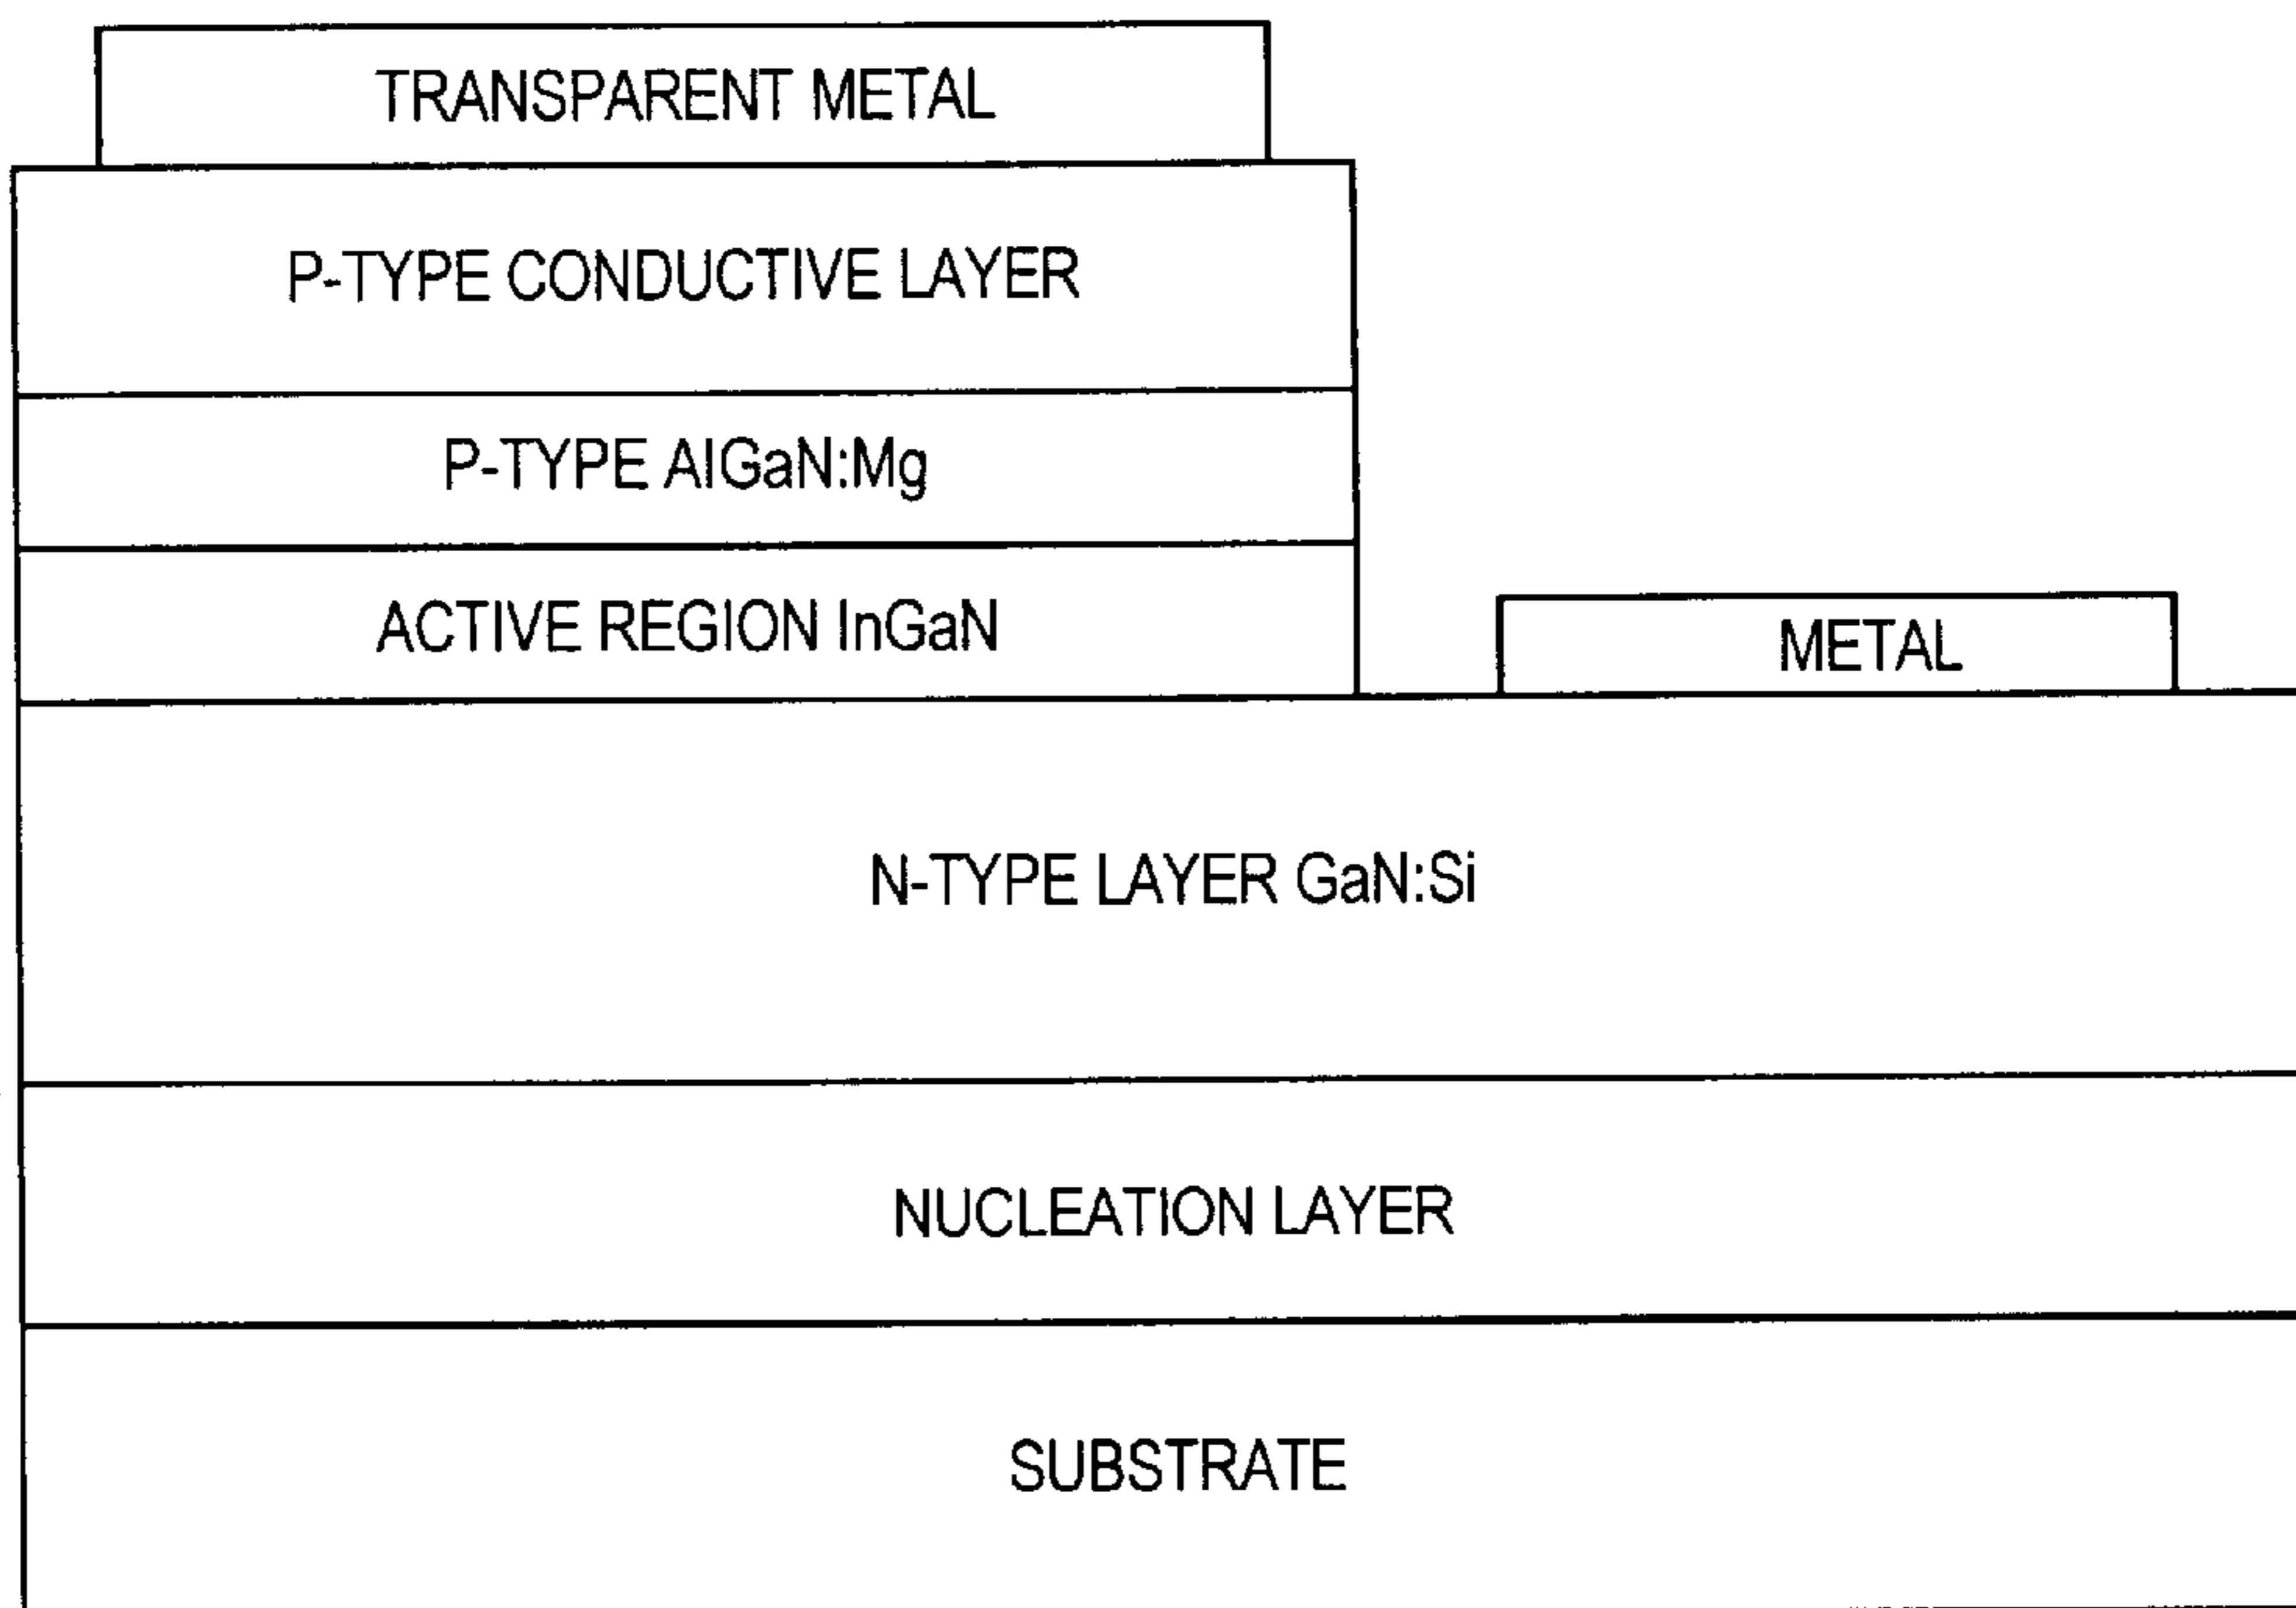 TRANSPARENT METAL
P-TYPE CONDUCTIVE LAYER
P-TYPE AlGaN:Mg
ACTIVE REGION InGaN
METAL
N-TYPE LAYER GaN:Si
NUCLEATION LAYER
SUBSTRATE